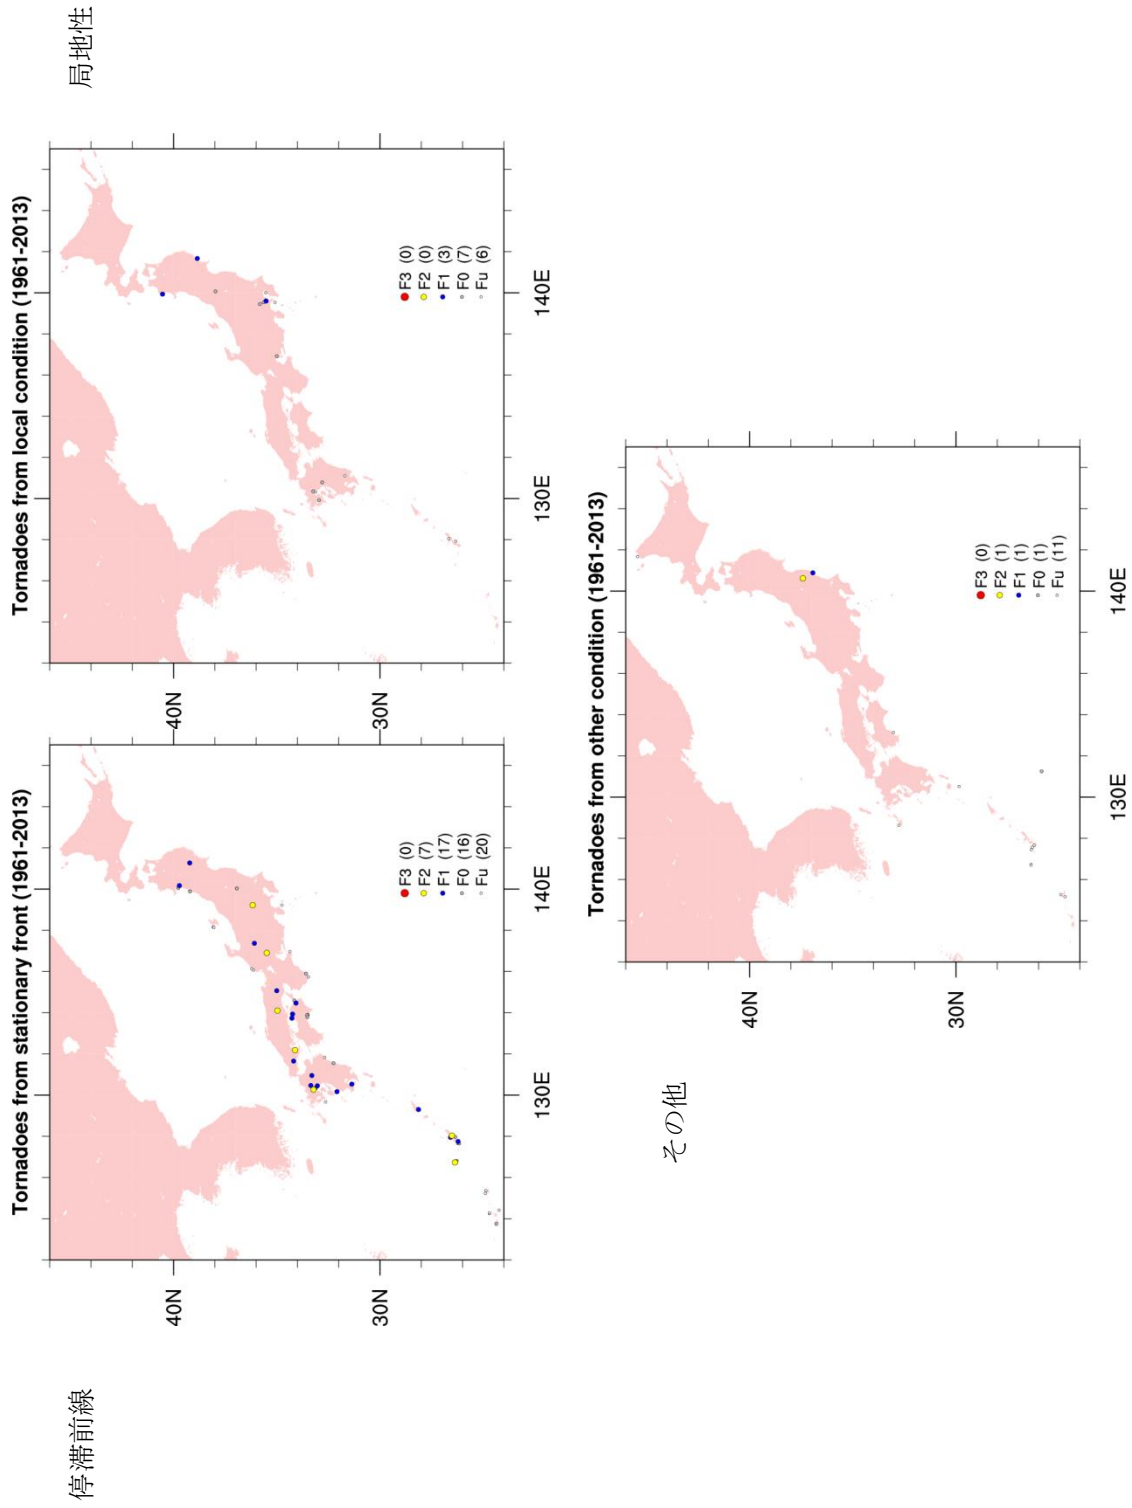 停滞前線
Tornadoes from stationary front (1961-2013)
40N
30N
130E
140E
F3 (0)
F2 (7)
F1 (17)
F0 (16)
Fu (20)
局地性
Tornadoes from local condition (1961-2013)
40N
30N
130E
140E
F3 (0)
F2 (0)
F1 (3)
F0 (7)
Fu (6)
その他
Tornadoes from other condition (1961-2013)
40N
30N
130E
140E
F3 (0)
F2 (1)
F1 (1)
F0 (1)
Fu (11)